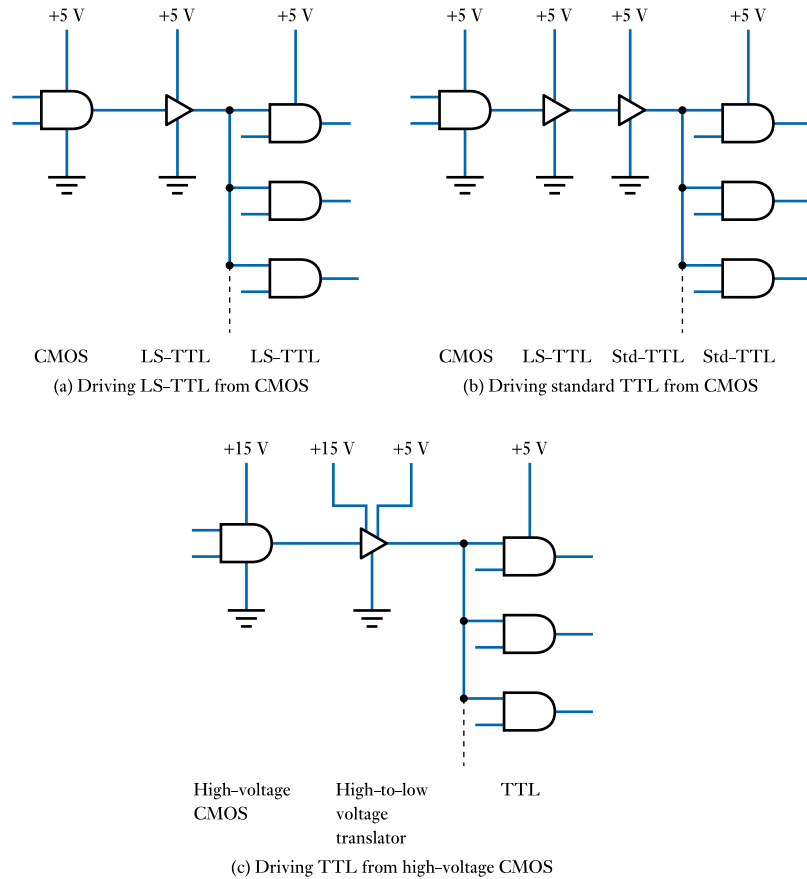 +5 V +5 V +5 V
CMOS LS–TTL LS–TTL
(a) Driving LS–TTL from CMOS
+5 V +5 V +5 V +5 V
CMOS LS–TTL Std–TTL Std–TTL
(b) Driving standard TTL from CMOS
+15 V +15 V +5 V +5 V
High–voltage
CMOS
High–to–low
voltage
translator
TTL
(c) Driving TTL from high–voltage CMOS